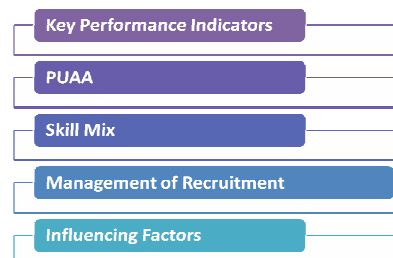 Key Performance Indicators
PUAA
Skill Mix
Management of Recruitment
Influencing Factors